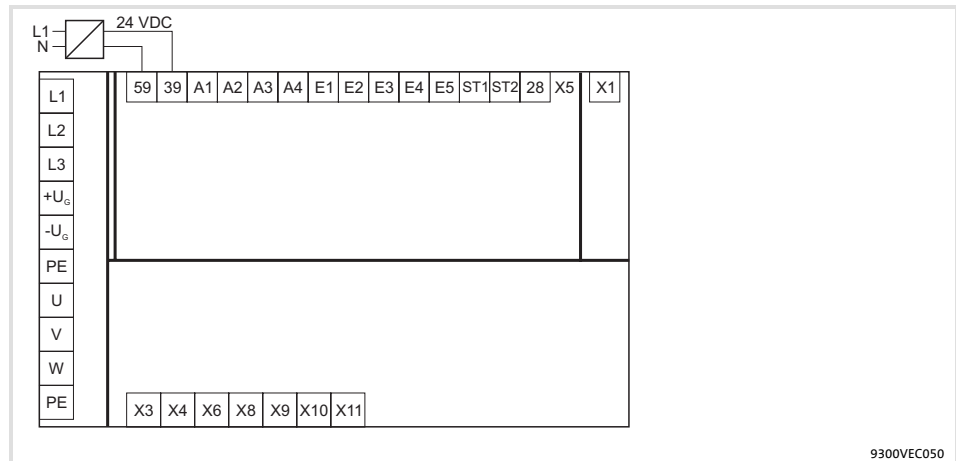 24 VDC
L1
N
59 39 A1 A2 A3 A4 E1 E2 E3 E4 E5 ST1 ST2 28 X5 X1
L1
L2
L3
+UG
-UG
PE
U
V
W
PE
X3 X4 X6 X8 X9 X10 X11
9300VEC050